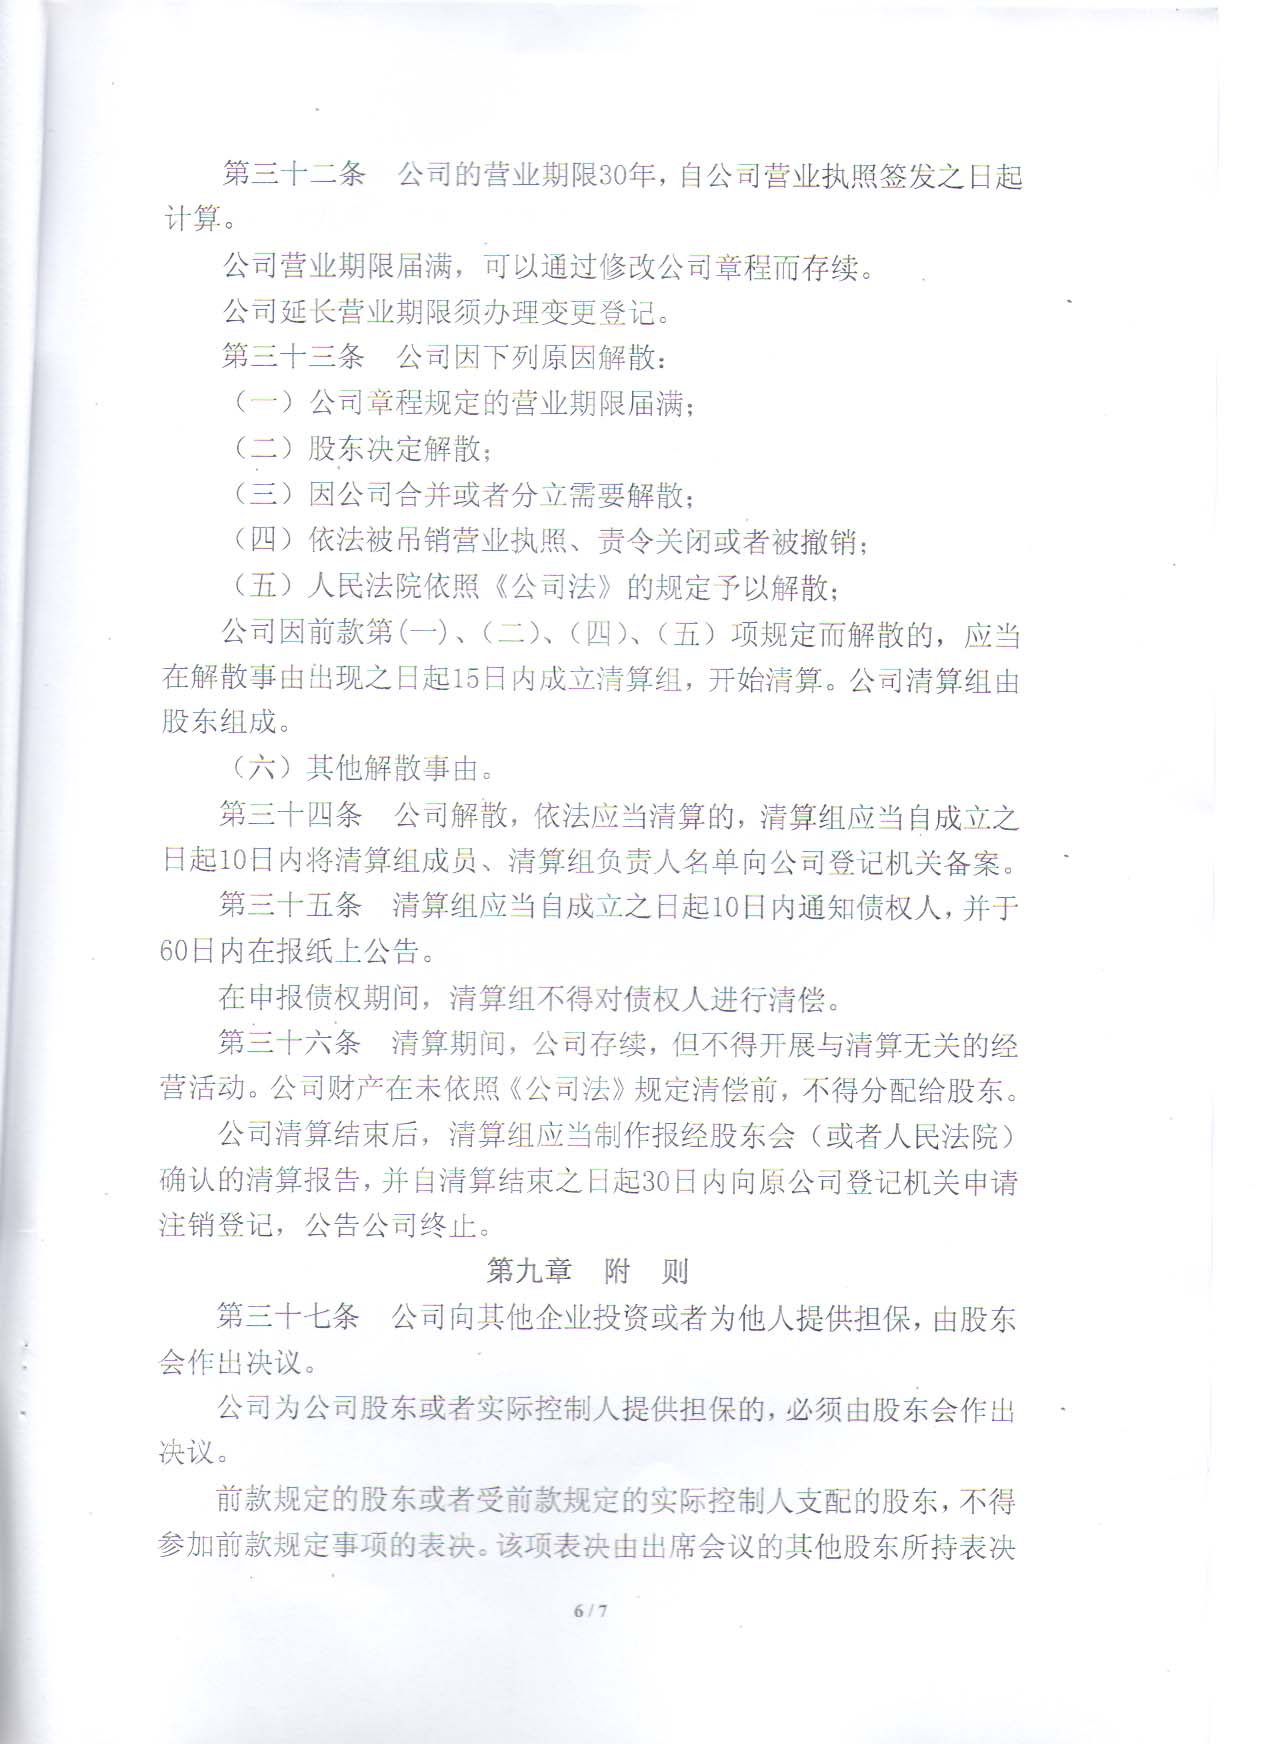 第三十二条　公司的营业期限30年，自公司营业执照签发之日起
计算。
公司营业期限届满，可以通过修改公司章程而存续。
公司延长营业期限须办理变更登记。
第三十三条　公司因下列原因解散：
（一）公司章程规定的营业期限届满；
（二）股东决定解散；
（三）因公司合并或者分立需要解散；
（四）依法被吊销营业执照、责令关闭或者被撤销；
（五）人民法院依照《公司法》的规定予以解散；
公司因前款第(一)、（二）、（四）、（五）项规定而解散的，应当
在解散事由出现之日起15日内成立清算组，开始清算。公司清算组由
股东组成。
（六）其他解散事由。
第三十四条　公司解散，依法应当清算的，清算组应当自成立之
日起10日内将清算组成员、清算组负责人名单向公司登记机关备案。
第三十五条　清算组应当自成立之日起10日内通知债权人，并于
60日内在报纸上公告。
在申报债权期间，清算组不得对债权人进行清偿。
第三十六条　清算期间，公司存续，但不得开展与清算无关的经
营活动。公司财产在未依照《公司法》规定清偿前，不得分配给股东。
公司清算结束后，清算组应当制作报经股东会（或者人民法院）
确认的清算报告，并自清算结束之日起30日内向原公司登记机关申请
注销登记，公告公司终止。
第九章　附　则
第三十七条　公司向其他企业投资或者为他人提供担保，由股东
会作出决议。
公司为公司股东或者实际控制人提供担保的，必须由股东会作出
决议。
前款规定的股东或者受前款规定的实际控制人支配的股东，不得
参加前款规定事项的表决。该项表决由出席会议的其他股东所持表决
6 / 7